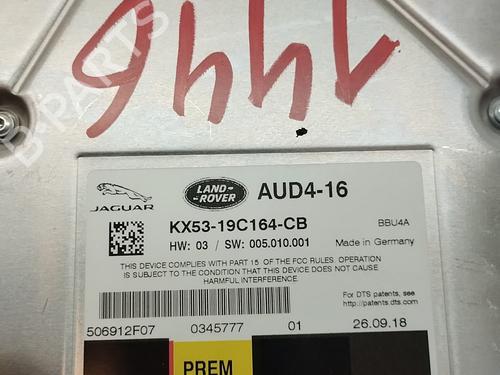 1446
B-PARTS
JAGUAR
LAND-
ROVER
AUD4-16
KX53-19C164-CB
BBU4A
HW: 03 / SW: 005.010.001
Made in Germany
THIS DEVICE COMPLIES WITH PART 15 OF THE FCC RULES OPERATION
IS SUBJECT TO THE CONDITION THAT THIS DEVICE DOES NOT CAUSE
HARMFUL INTERFERENCE.
For DTS patents, see
http://patents.dts.com
506912F07 0345777 01 26.09.18
PREM